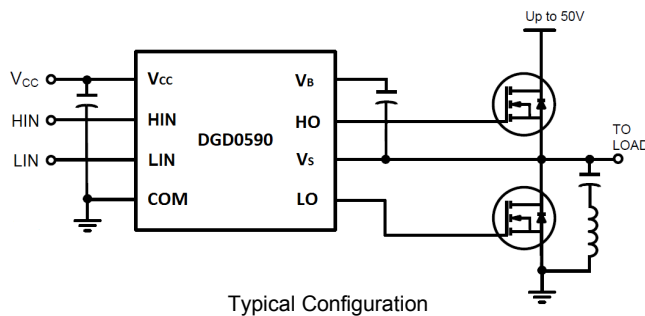 Up to 50V
VCC
VCC
VB
HIN
HIN
HO
DGD0590
TO
LOAD
LIN
LIN
VS
COM
LO
Typical Configuration